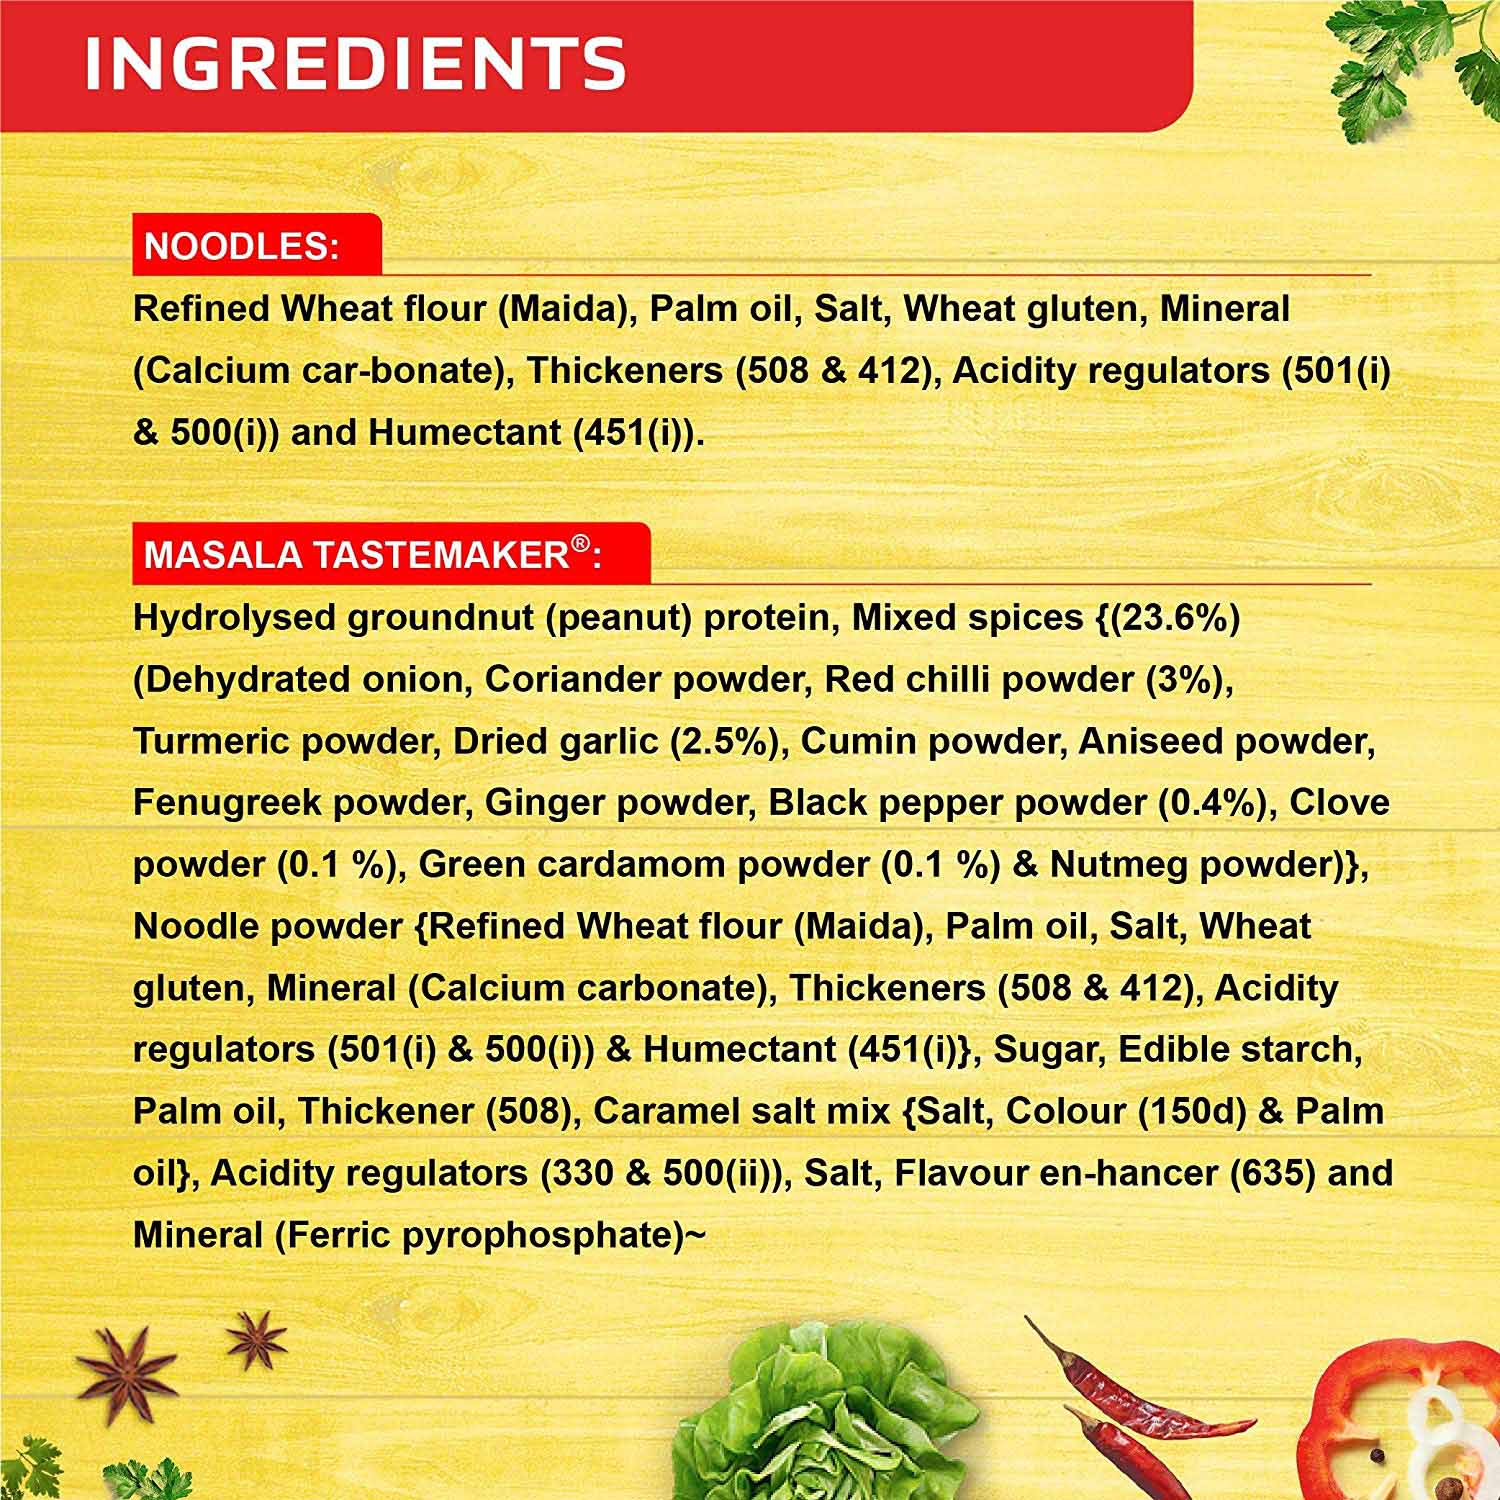 INGREDIENTS
NOODLES:
Refined Wheat flour (Maida), Palm oil, Salt, Wheat gluten, Mineral
(Calcium car-bonate), Thickeners (508 & 412), Acidity regulators (501(i)
& 500(i)) and Humectant (451(i)).
MASALA TASTEMAKER®:
Hydrolysed groundnut (peanut) protein, Mixed spices {(23.6%)
(Dehydrated onion, Coriander powder, Red chilli powder (3%),
Turmeric powder, Dried garlic (2.5%), Cumin powder, Aniseed powder,
Fenugreek powder, Ginger powder, Black pepper powder (0.4%), Clove
powder (0.1 %), Green cardamom powder (0.1 %) & Nutmeg powder)},
Noodle powder {Refined Wheat flour (Maida), Palm oil, Salt, Wheat
gluten, Mineral (Calcium carbonate), Thickeners (508 & 412), Acidity
regulators (501(i) & 500(i)) & Humectant (451(i)}, Sugar, Edible starch,
Palm oil, Thickener (508), Caramel salt mix {Salt, Colour (150d) & Palm
oil}, Acidity regulators (330 & 500(ii)), Salt, Flavour en-hancer (635) and
Mineral (Ferric pyrophosphate)~